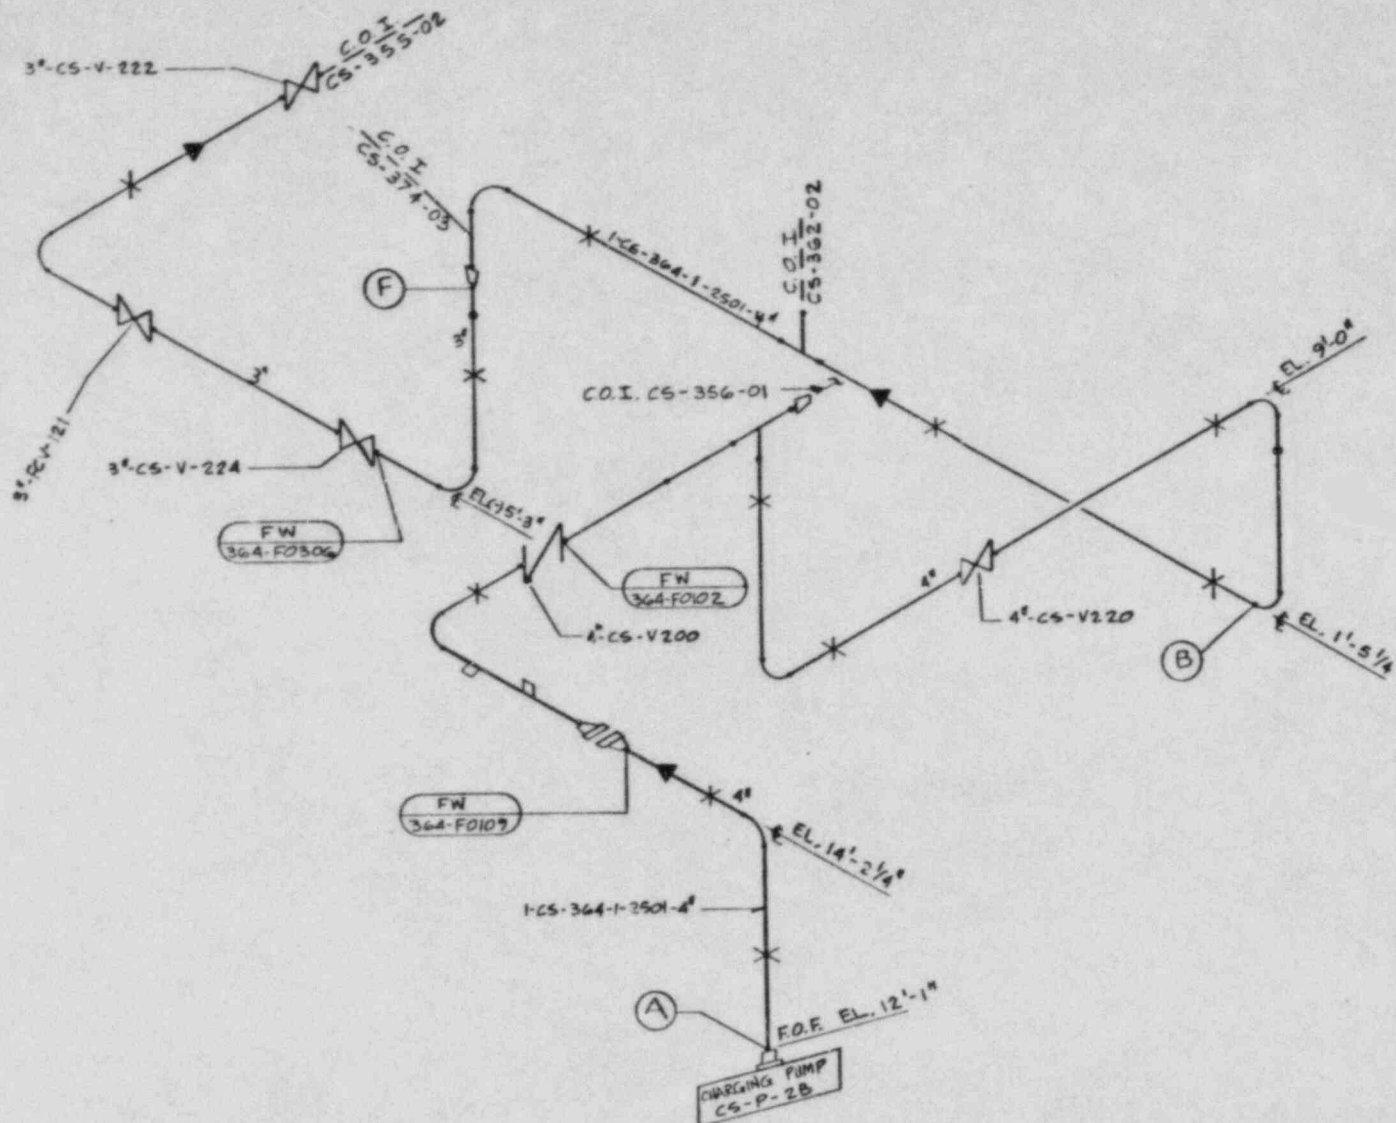 C.O.I.
CS-355-02
3"-CS-V-222
C.O.I
CS-374-03
C.O.I
CS-362-02
1-CS-364-1-2501-4"
F
3"
EL. 9'-0"
C.O.I. CS-356-01
3"
3"-FCV-121
3"-CS-V-224
EL(-)5'-3"
FW
364-F0306
FW
364-F0102
4"
4"-CS-V200
4"-CS-V220
EL. 1'-5 1/4
B
FW
364-F0109
4"
EL. 14'-2 1/4"
1-CS-364-1-2501-4"
A
F.O.F. EL. 12'-1"
CHARGING PUMP
CS-P-2B